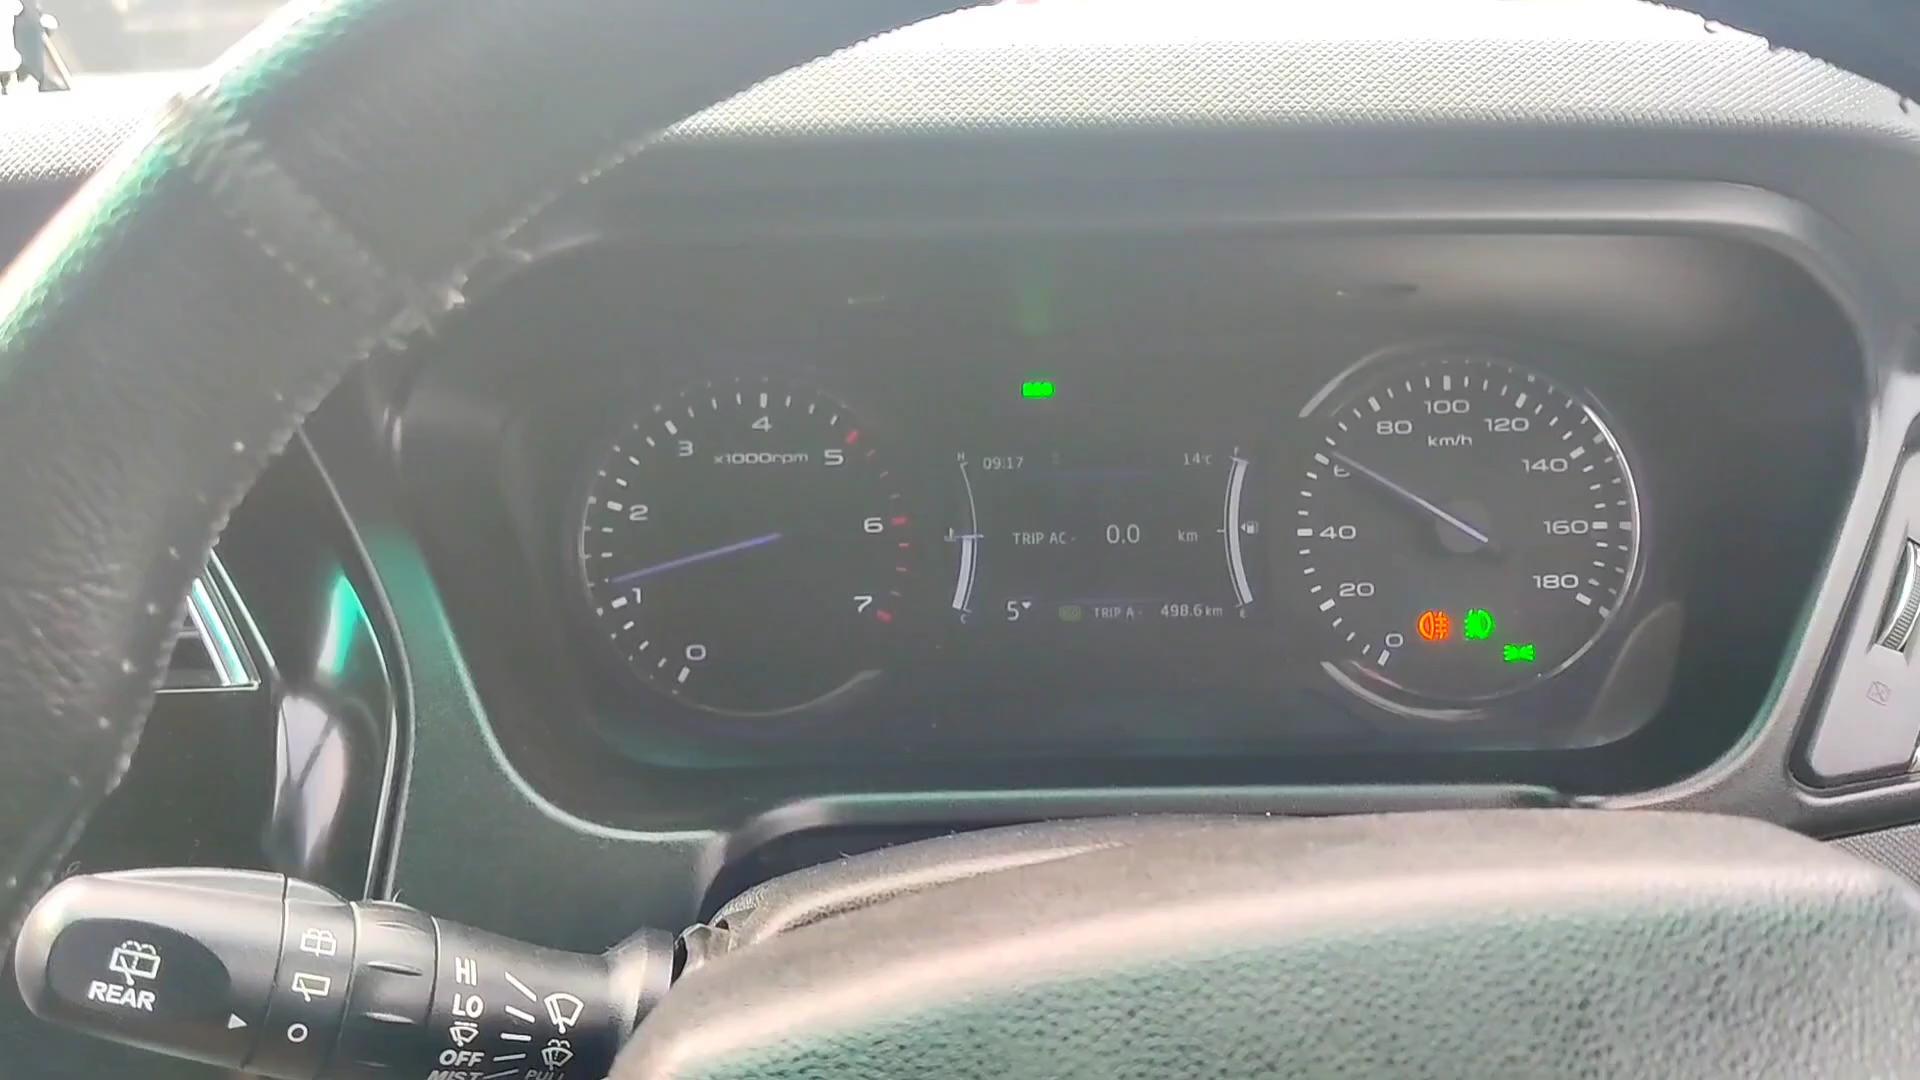 4
3
5
×1000rpm
2
6
1
7
0
H
09:17
14°C
F
TRIP AC -
0.0
km
5
TRIP A -
498.6 km
C
E
100
80
120
km/h
140
40
160
20
180
0
REAR
HI
LO
OFF
MIST
PULL